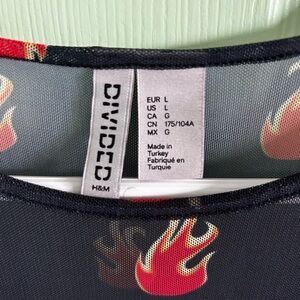 DIVIDED
H&M
EUR L
US L
CA G
CN 175/104A
MX G
Made in
Turkey
Fabriqué en
Turquie